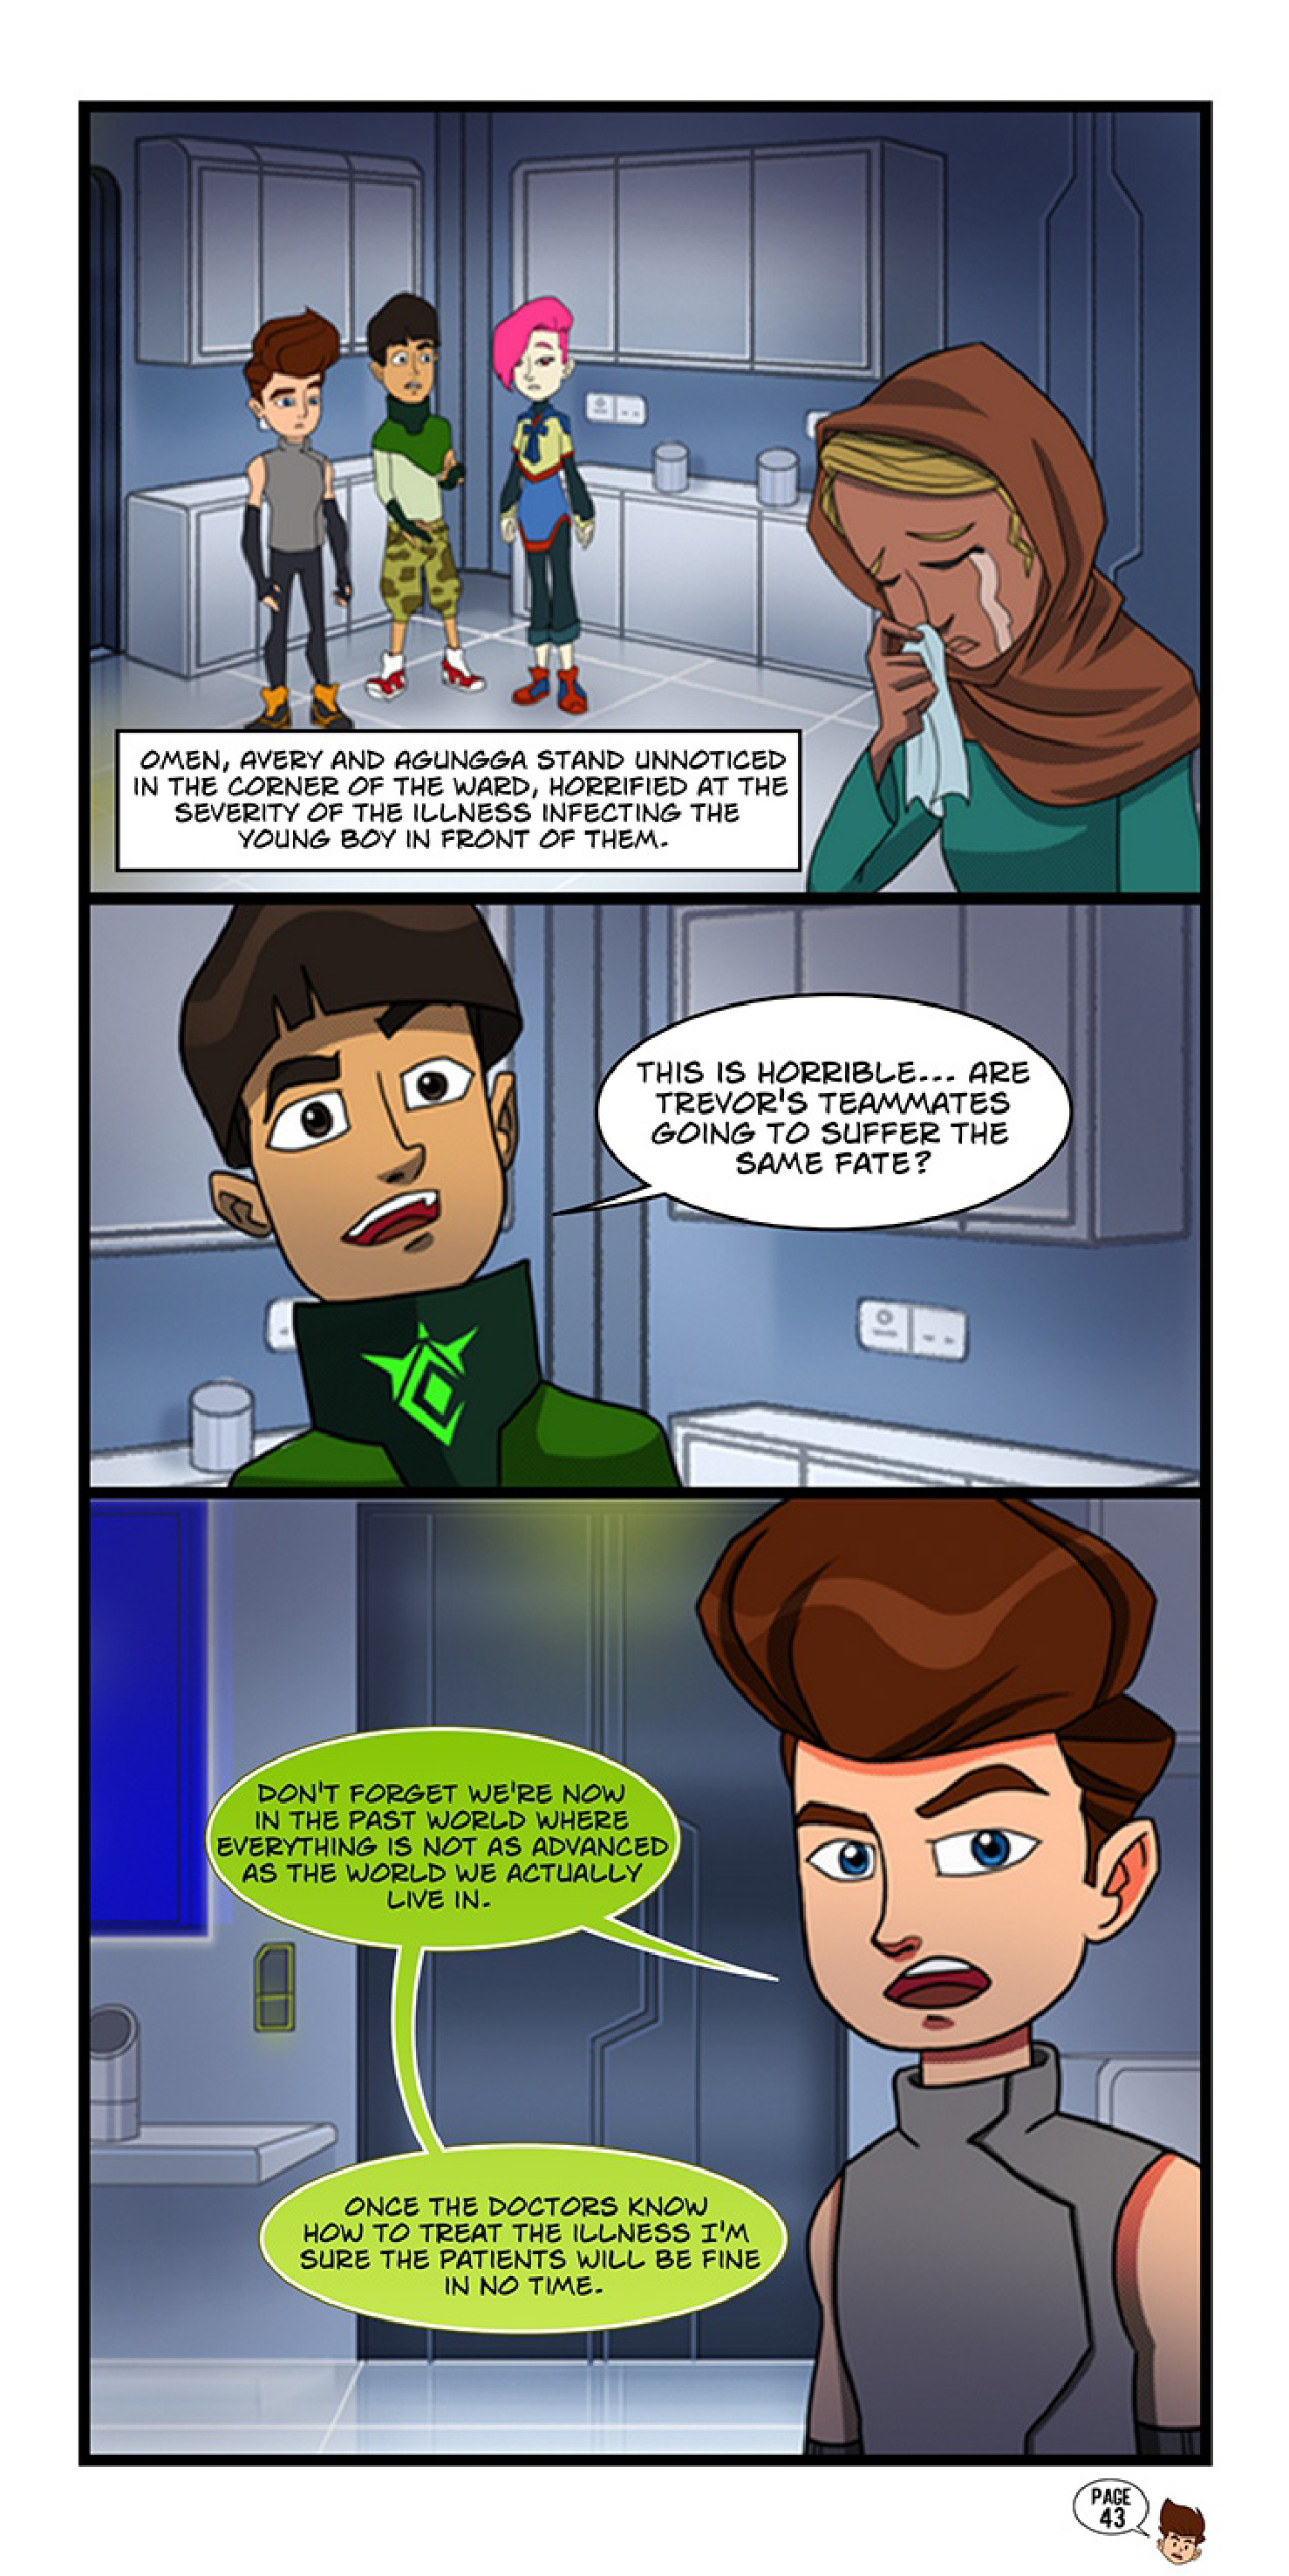 OMEN, AVERY AND AGUNGGA STAND UNNOTICED
IN THE CORNER OF THE WARD, HORRIFIED AT THE
SEVERITY OF THE ILLNESS INFECTING THE
YOUNG BOY IN FRONT OF THEM.
THIS IS HORRIBLE... ARE
TREVOR'S TEAMMATES
GOING TO SUFFER THE
SAME FATE?
DON'T FORGET WE'RE NOW
IN THE PAST WORLD WHERE
EVERYTHING IS NOT AS ADVANCED
AS THE WORLD WE ACTUALLY
LIVE IN.
ONCE THE DOCTORS KNOW
HOW TO TREAT THE ILLNESS I'M
SURE THE PATIENTS WILL BE FINE
IN NO TIME.
PAGE
43